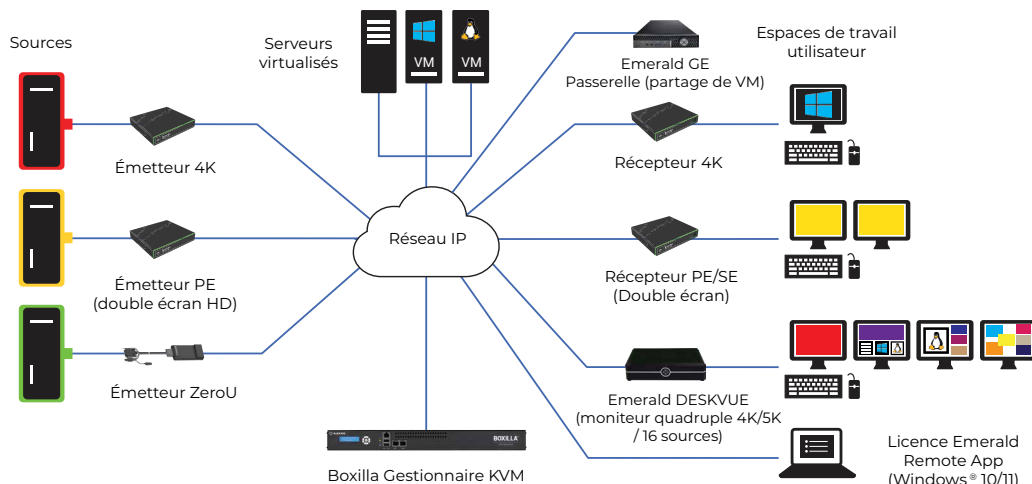 Sources
Serveurs
virtualisés
VM
VM
Emerald GE
Passerelle (partage de VM)
Espaces de travail
utilisateur
Émetteur 4K
Récepteur 4K
Réseau IP
Émetteur PE
(double écran HD)
Récepteur PE/SE
(Double écran)
Émetteur ZeroU
Emerald DESKVUE
(moniteur quadruple 4K/5K
/ 16 sources)
BOXILLA
Boxilla Gestionnaire KVM
Licence Emerald
Remote App
(Windows® 10/11)